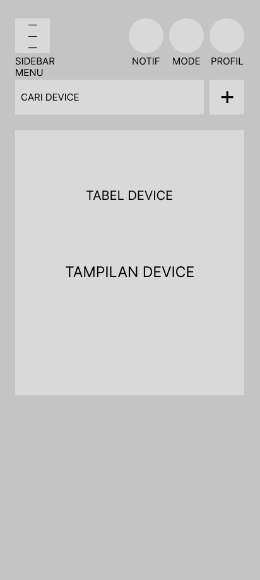 SIDEBAR
MENU
NOTIF
MODE
PROFIL
CARI DEVICE
+
TABEL DEVICE
TAMPILAN DEVICE